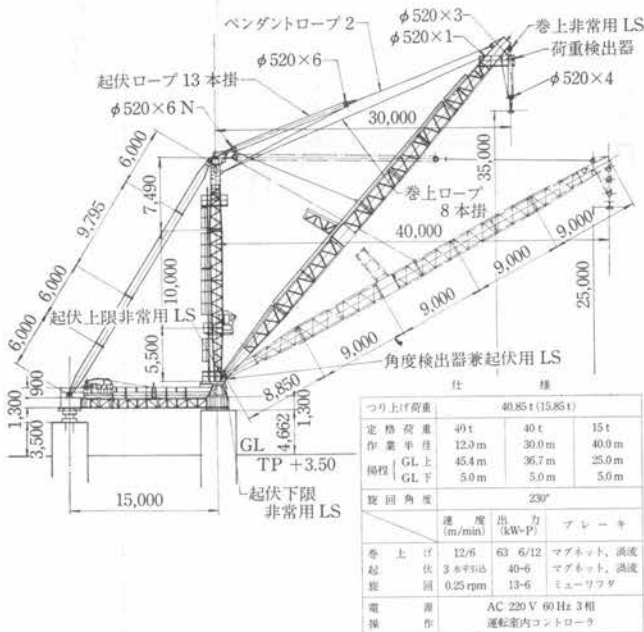 ペンダントロープ 2
φ520×3
φ520×1
巻上非常用 LS
荷重検出器
φ520×6
起伏ロープ 13 本掛
φ520×4
φ520×6 N
30,000
35,000
6,000
7,490
巻上ロープ
8 本掛
9,795
40,000
9,000
9,000
10,000
6,000
9,000
25,000
起伏上限非常用 LS
9,000
6,000
5,500
角度検出器兼起伏用 LS
8,850
900
1,300
1,300
4,662
3,500
GL
TP +3.50
15,000
起伏下限
非常用 LS
仕 様
つり上げ荷重 40.85 t (15.85 t)
定格荷重 40 t 40 t 15 t
作業半径 12.0 m 30.0 m 40.0 m
揚程 GL 上 45.4 m 36.7 m 25.0 m
GL 下 5.0 m 5.0 m 5.0 m
旋回角度 230°
速度 (m/min) 出力 (kW-P) ブレーキ
巻上げ 12/6 63 6/12 マグネット、渦流
起伏 3 水平引込 40-6 マグネット、渦流
旋回 0.25 rpm 13-6 ミューリフタ
電源 AC 220 V 60 Hz 3 相
操作 運転室内コントローラ